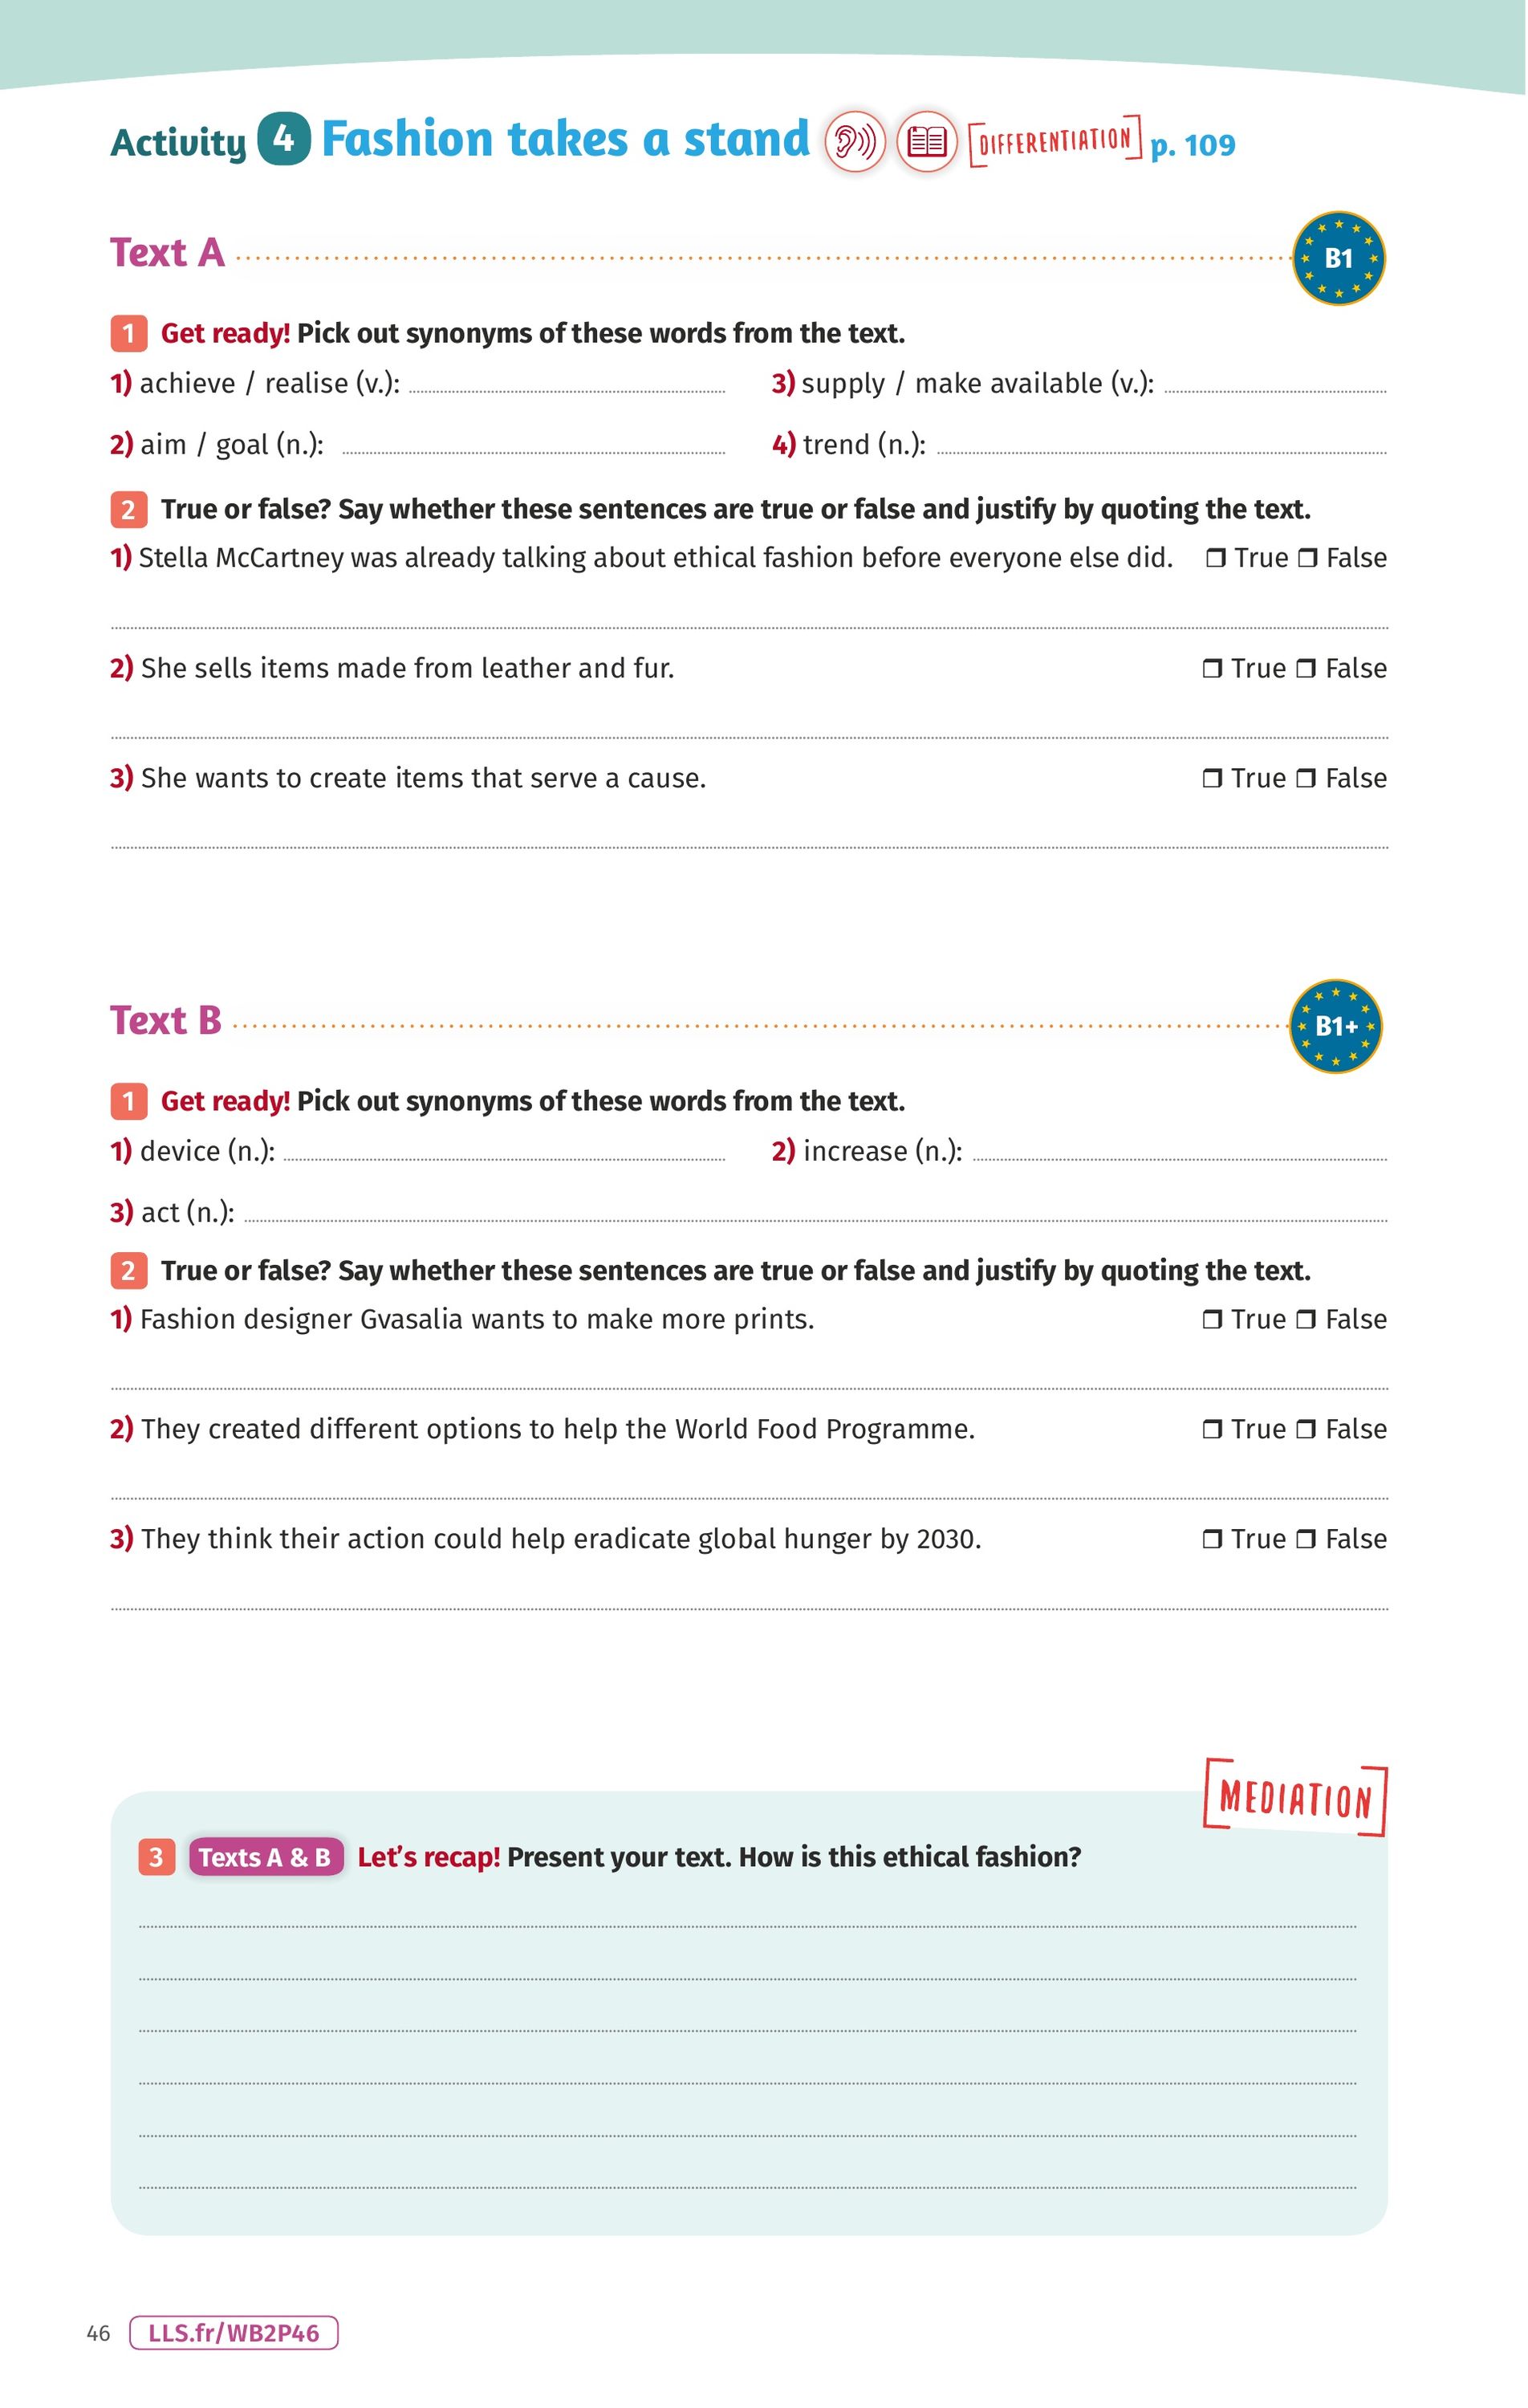 Activity 4 Fashion takes a stand [DIFFERENTIATION] p. 109
Text A B1
1 Get ready! Pick out synonyms of these words from the text.
1) achieve / realise (v.): 3) supply / make available (v.):
2) aim / goal (n.): 4) trend (n.):
2 True or false? Say whether these sentences are true or false and justify by quoting the text.
1) Stella McCartney was already talking about ethical fashion before everyone else did. ❒ True ❒ False
2) She sells items made from leather and fur. ❒ True ❒ False
3) She wants to create items that serve a cause. ❒ True ❒ False
Text B B1+
1 Get ready! Pick out synonyms of these words from the text.
1) device (n.): 2) increase (n.):
3) act (n.):
2 True or false? Say whether these sentences are true or false and justify by quoting the text.
1) Fashion designer Gvasalia wants to make more prints. ❒ True ❒ False
2) They created different options to help the World Food Programme. ❒ True ❒ False
3) They think their action could help eradicate global hunger by 2030. ❒ True ❒ False
[MEDIATION]
3 Texts A & B Let's recap! Present your text. How is this ethical fashion?
46 LLS.fr/WB2P46